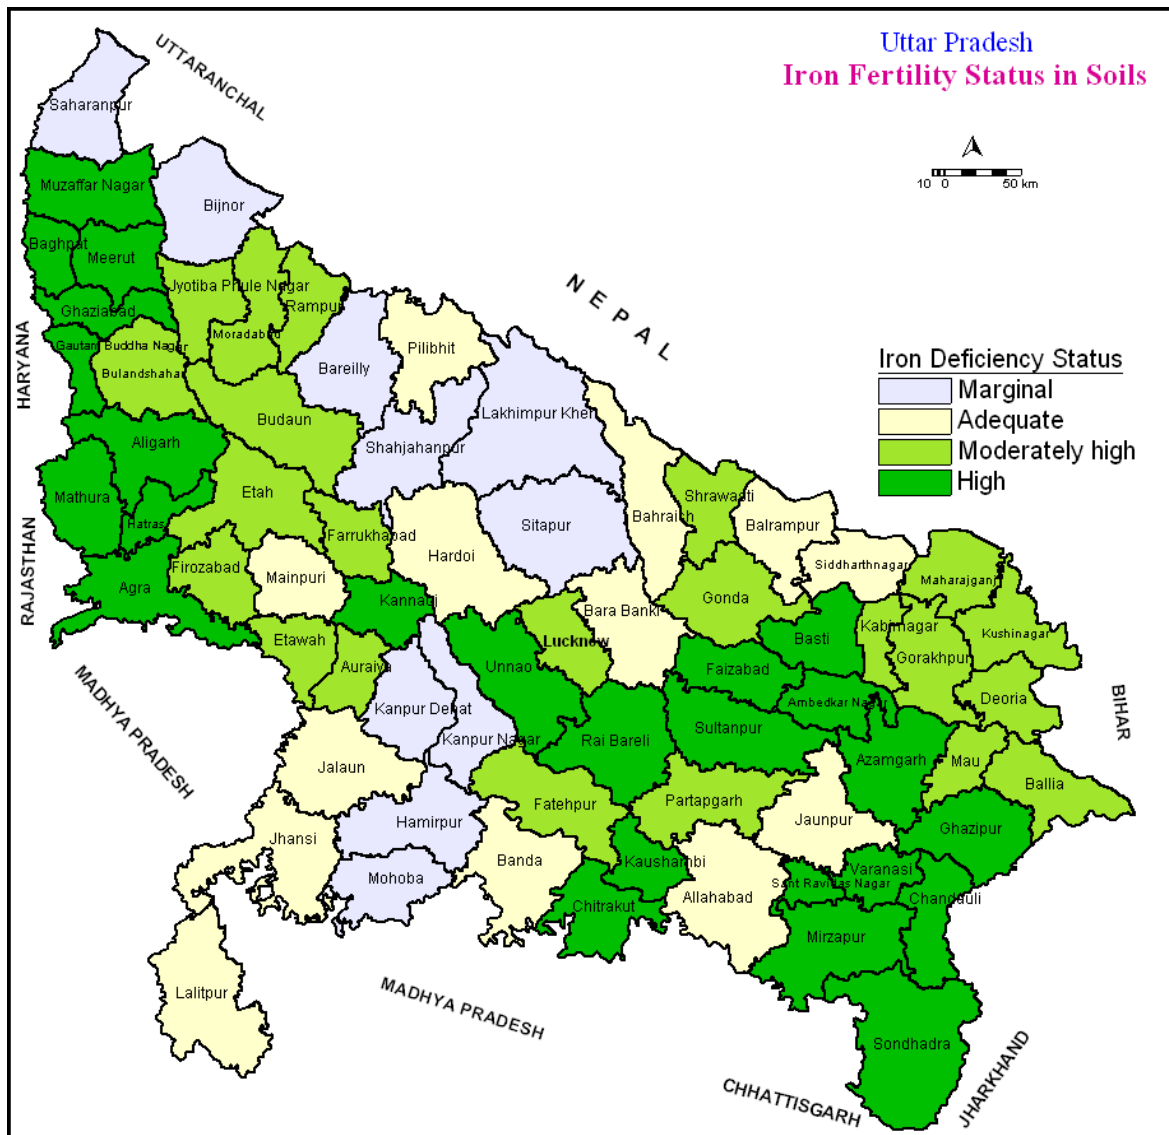 Uttar Pradesh
Iron Fertility Status in Soils
UTTARANCHAL
Saharanpur
10 0 50 km
Muzaffar Nagar
Bijnor
Baghpat
Meerut
NEPAL
Jyotiba Phule Nagar
Rampur
Ghaziabad
Moradabad
HARYANA
Gautam Buddha Nagar
Pilibhit
Bareilly
Bulandshahar
Iron Deficiency Status
Marginal
Adequate
Moderately high
High
Budaun
Lakhimpur Kheri
Aligarh
Shahjahanpur
Mathura
Etah
Shrawasti
Hatras
Sitapur
Bahraich
Balrampur
RAJASTHAN
Farrukhabad
Hardoi
Siddharthnagar
Firozabad
Mainpuri
Maharajganj
Agra
Kannauj
Bara Banki
Gonda
Kabirnagar
Kushinagar
Etawah
Lucknow
Basti
Auraiya
Unnao
Faizabad
Gorakhpur
MADHYA PRADESH
Kanpur Dehat
Ambedkar Nagar
Deoria
BIHAR
Kanpur Nagar
Rai Bareli
Sultanpur
Jalaun
Azamgarh
Mau
Ballia
Fatehpur
Partapgarh
Hamirpur
Jaunpur
Ghazipur
Jhansi
Banda
Kaushambi
Varanasi
Mohoba
Sant Ravidas Nagar
Allahabad
Chandauli
Chitrakut
Mirzapur
Lalitpur
MADHYA PRADESH
Sondhadra
CHHATTISGARH
JHARKHAND